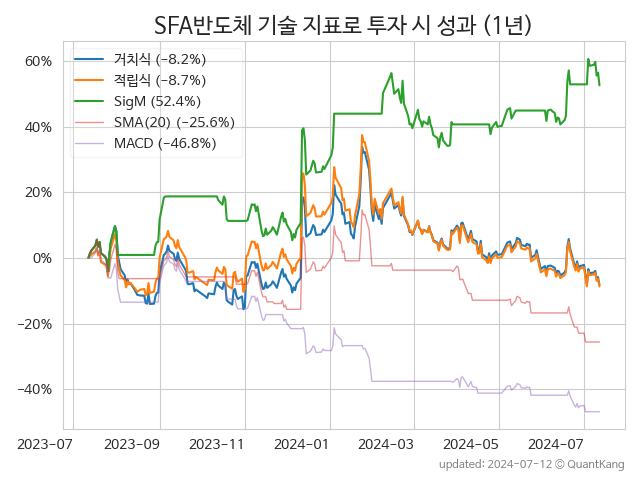 SFA반도체 기술 지표로 투자 시 성과 (1년)
거치식 (−8.2%)
적립식 (−8.7%)
SigM (52.4%)
SMA(20) (−25.6%)
MACD (−46.8%)
60%
40%
20%
0%
−20%
−40%
2023-07 2023-09 2023-11 2024-01 2024-03 2024-05 2024-07
updated: 2024-07-12 © QuantKang